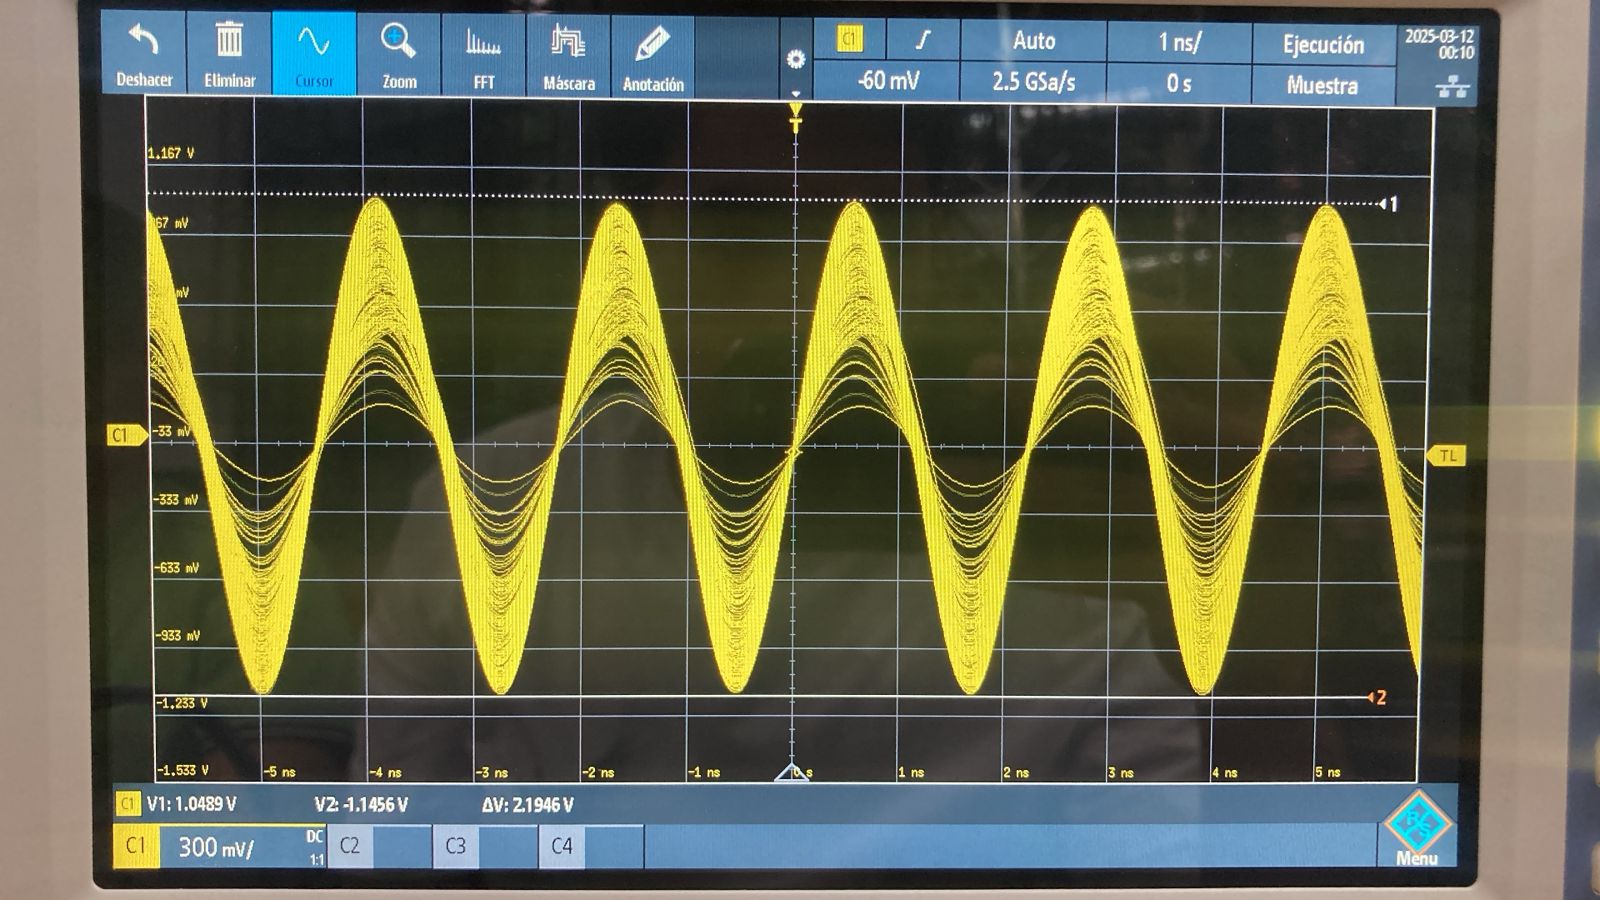 Deshacer
Eliminar
Cursor
Zoom
FFT
Máscara
Anotación
C1
Auto
1 ns/
Ejecución
2025-03-12
00:10
-60 mV
2.5 GSa/s
0 s
Muestra
T
1.167 V
1
67 mV
mV
C1
-33 mV
TL
-333 mV
-633 mV
-933 mV
2
-1.233 V
-1.533 V
-5 ns
-4 ns
-3 ns
-2 ns
-1 ns
0 s
1 ns
2 ns
3 ns
4 ns
5 ns
C1 V1: 1.0489 V V2: -1.1456 V ΔV: 2.1946 V
C1 300 mV/ DC 1:1
C2
C3
C4
R&S
Menu